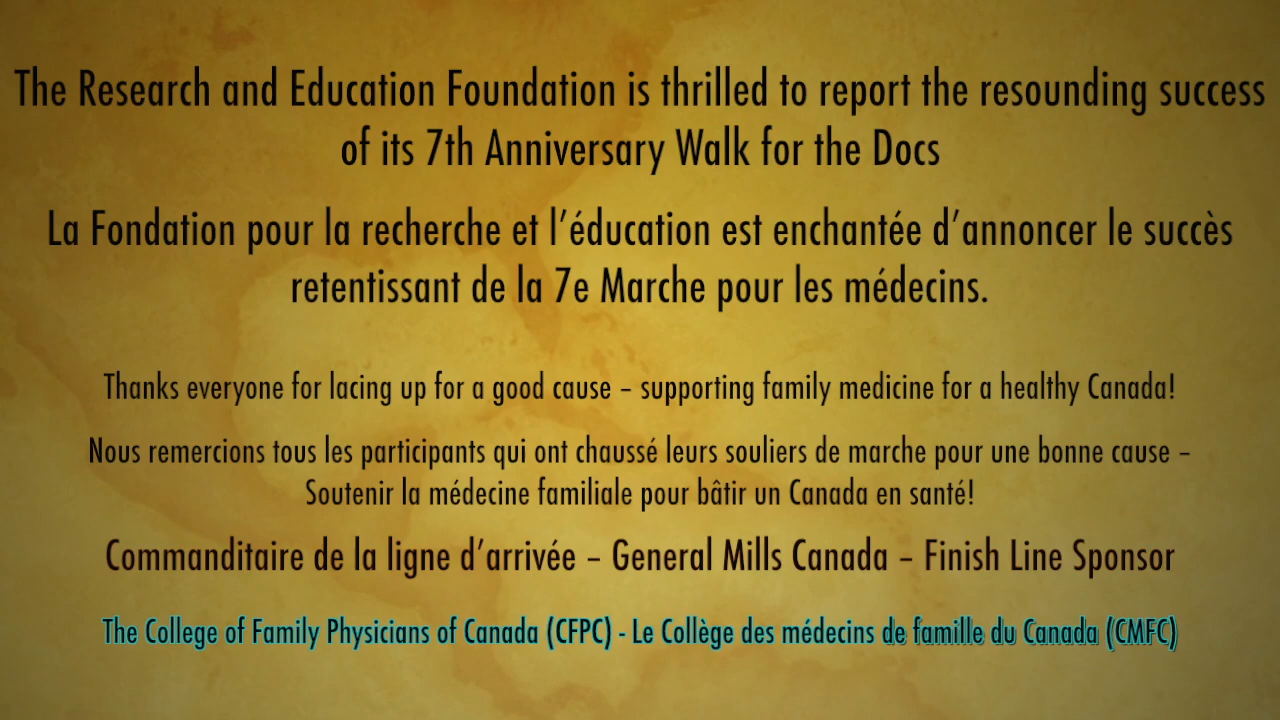 The Research and Education Foundation is thrilled to report the resounding success
of its 7th Anniversary Walk for the Docs
La Fondation pour la recherche et l’éducation est enchantée d’annoncer le succès
retentissant de la 7e Marche pour les médecins.
Thanks everyone for lacing up for a good cause – supporting family medicine for a healthy Canada!
Nous remercions tous les participants qui ont chaussé leurs souliers de marche pour une bonne cause –
Soutenir la médecine familiale pour bâtir un Canada en santé!
Commanditaire de la ligne d’arrivée – General Mills Canada – Finish Line Sponsor
The College of Family Physicians of Canada (CFPC) - Le Collège des médecins de famille du Canada (CMFC)